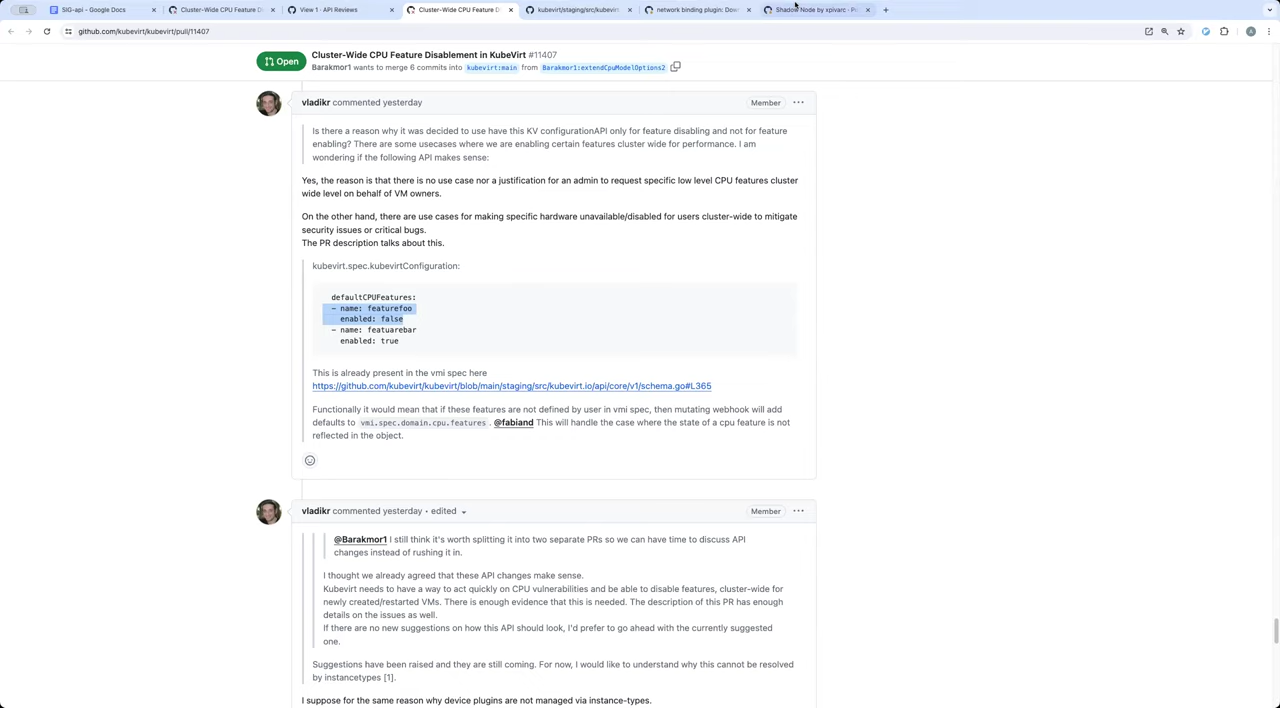 SIG-api - Google Docs
Cluster-Wide CPU Feature D
View 1 · API Reviews
Cluster-Wide CPU Feature D
kubevirt/staging/src/kubevirt
network binding plugin: Dow
Shadow Node by xpivarc · P
github.com/kubevirt/kubevirt/pull/11407
Open
Cluster-Wide CPU Feature Disablement in KubeVirt #11407
Barakmor1 wants to merge 6 commits into kubevirt:main from Barakmor1:extendCpuModelOptions2
vladikr commented yesterday
Member
Is there a reason why it was decided to use have this KV configurationAPI only for feature disabling and not for feature
enabling? There are some usecases where we are enabling certain features cluster wide for performance. I am
wondering if the following API makes sense:
Yes, the reason is that there is no use case nor a justification for an admin to request specific low level CPU features cluster
wide level on behalf of VM owners.
On the other hand, there are use cases for making specific hardware unavailable/disabled for users cluster-wide to mitigate
security issues or critical bugs.
The PR description talks about this.
kubevirt.spec.kubevirtConfiguration:
defaultCPUFeatures:
- name: featurefoo
enabled: false
- name: featuarebar
enabled: true
This is already present in the vmi spec here
https://github.com/kubevirt/kubevirt/blob/main/staging/src/kubevirt.io/api/core/v1/schema.go#L365
Functionally it would mean that if these features are not defined by user in vmi spec, then mutating webhook will add
defaults to vmi.spec.domain.cpu.features . @fabiand This will handle the case where the state of a cpu feature is not
reflected in the object.
vladikr commented yesterday • edited
Member
@Barakmor1 I still think it's worth splitting it into two separate PRs so we can have time to discuss API
changes instead of rushing it in.
I thought we already agreed that these API changes make sense.
Kubevirt needs to have a way to act quickly on CPU vulnerabilities and be able to disable features, cluster-wide for
newly created/restarted VMs. There is enough evidence that this is needed. The description of this PR has enough
details on the issues as well.
If there are no new suggestions on how this API should look, I'd prefer to go ahead with the currently suggested
one.
Suggestions have been raised and they are still coming. For now, I would like to understand why this cannot be resolved
by instancetypes [1].
I suppose for the same reason why device plugins are not managed via instance-types.